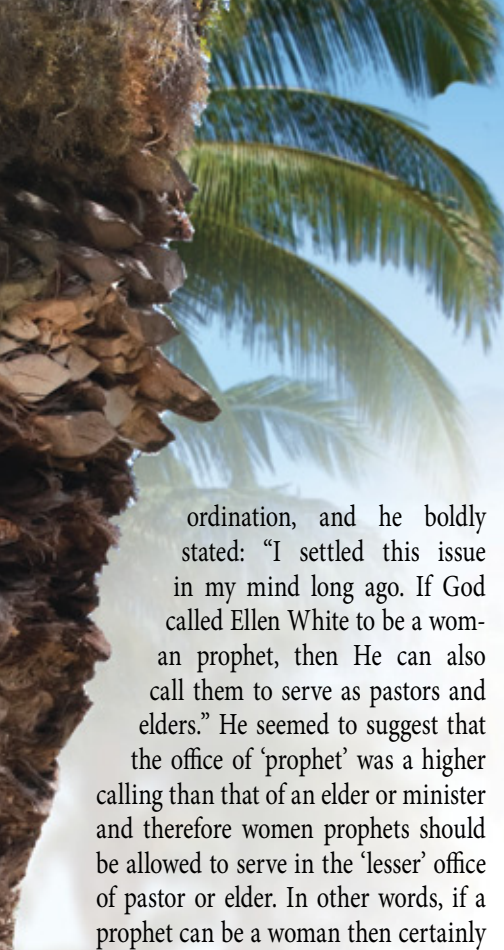 ordination, and he boldly
stated: “I settled this issue
in my mind long ago. If God
called Ellen White to be a wom-
an prophet, then He can also
call them to serve as pastors and
elders.” He seemed to suggest that
the office of ‘prophet’ was a higher
calling than that of an elder or minister
and therefore women prophets should
be allowed to serve in the ‘lesser’ office
of pastor or elder. In other words, if a
prophet can be a woman then certainly